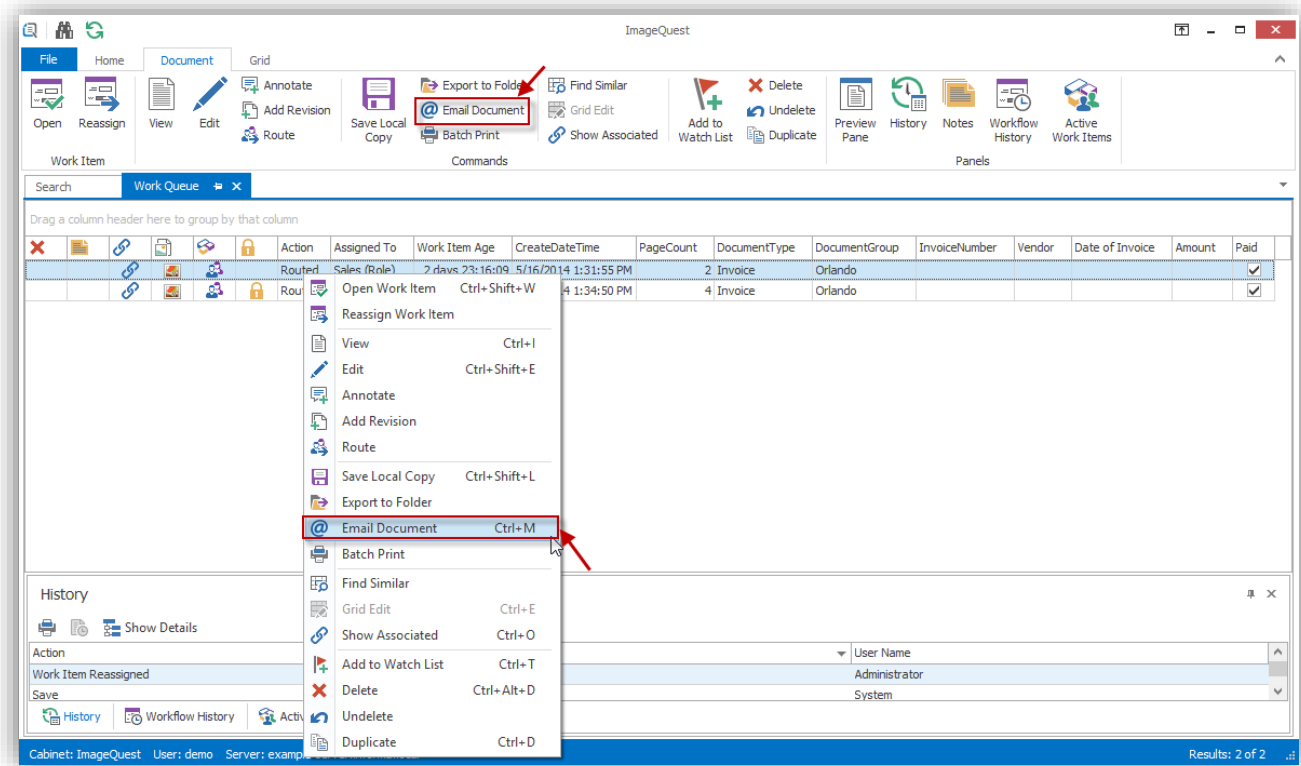 ImageQuest
File Home Document Grid
Open
Reassign
Work Item
View
Edit
Annotate
Add Revision
Route
Save Local Copy
Export to Folder
Email Document
Batch Print
Find Similar
Grid Edit
Show Associated
Add to Watch List
Delete
Undelete
Duplicate
Commands
Preview Pane
History
Notes
Workflow History
Active Work Items
Panels
Search Work Queue
Drag a column header here to group by that column
Action Assigned To Work Item Age CreateDateTime PageCount DocumentType DocumentGroup InvoiceNumber Vendor Date of Invoice Amount Paid
Routed Sales (Role) 2 days 23:16:09 5/16/2014 1:31:55 PM 2 Invoice Orlando
Rout 4 1:34:50 PM 4 Invoice Orlando
Open Work Item Ctrl+Shift+W
Reassign Work Item
View Ctrl+I
Edit Ctrl+Shift+E
Annotate
Add Revision
Route
Save Local Copy Ctrl+Shift+L
Export to Folder
@ Email Document Ctrl+M
Batch Print
Find Similar
Grid Edit Ctrl+E
Show Associated Ctrl+O
Add to Watch List Ctrl+T
Delete Ctrl+Alt+D
Undelete
Duplicate Ctrl+D
History
Show Details
Action User Name
Work Item Reassigned Administrator
Save System
History Workflow History Activ
Cabinet: ImageQuest User: demo Server: example Results: 2 of 2